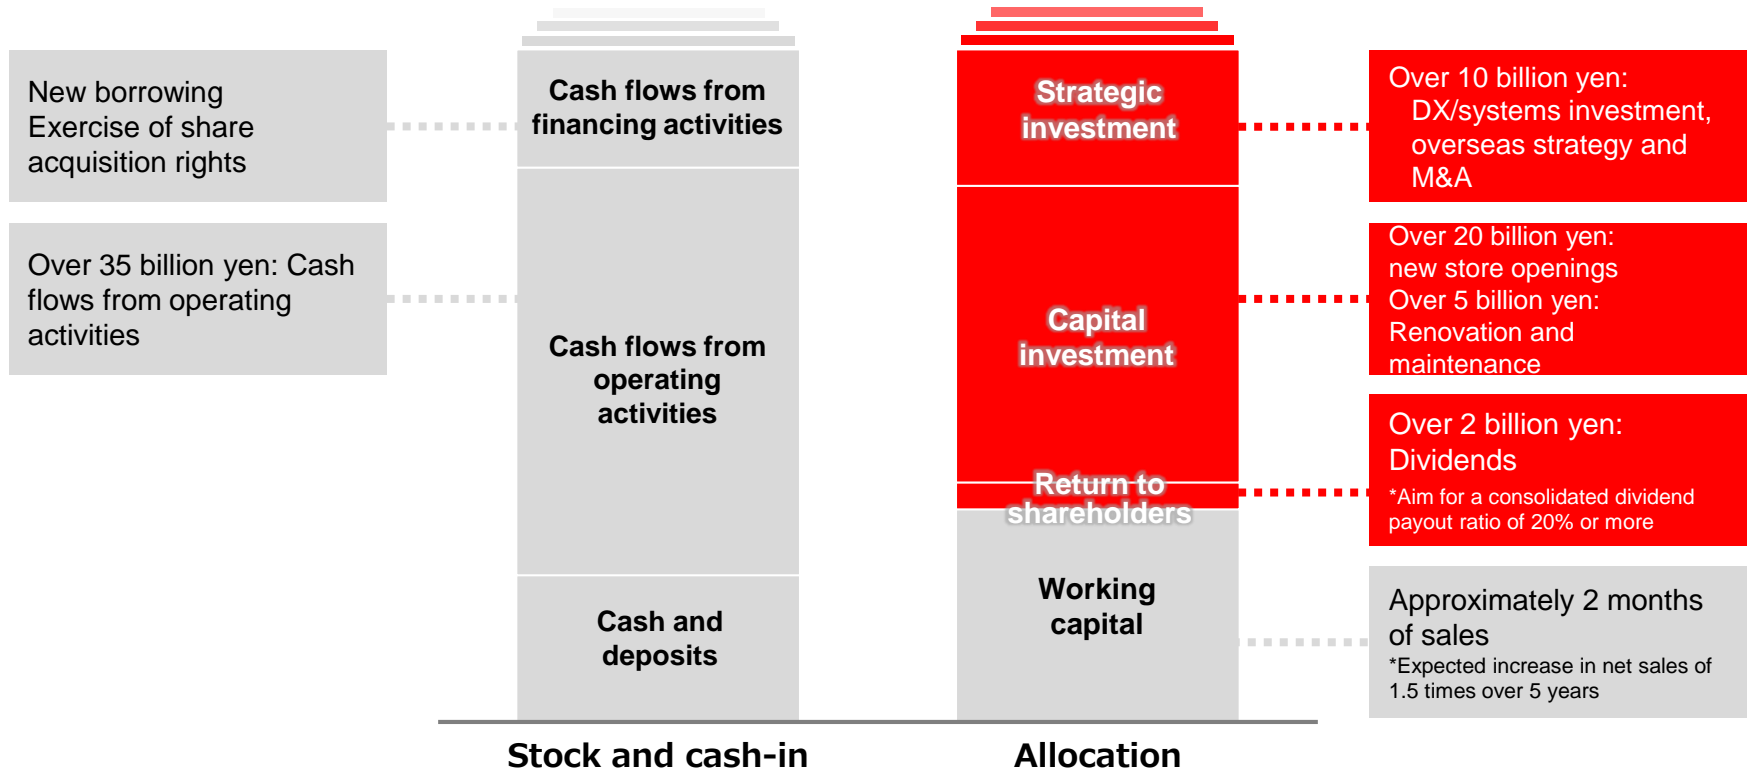 New borrowing
Exercise of share
acquisition rights
Over 35 billion yen: Cash
flows from operating
activities
Cash flows from
financing activities
Cash flows from
operating
activities
Cash and
deposits
Stock and cash-in
Strategic
investment
Capital
investment
Return to
shareholders
Working
capital
Allocation
Over 10 billion yen:
DX/systems investment,
overseas strategy and
M&A
Over 20 billion yen:
new store openings
Over 5 billion yen:
Renovation and
maintenance
Over 2 billion yen:
Dividends
*Aim for a consolidated dividend
payout ratio of 20% or more
Approximately 2 months
of sales
*Expected increase in net sales of
1.5 times over 5 years